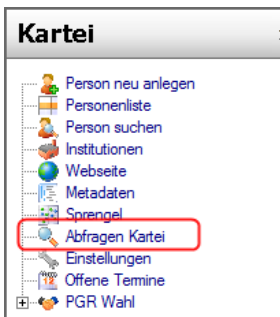 Kartei
Person neu anlegen
Personenliste
Person suchen
Institutionen
Webseite
Metadaten
Sprengel
Abfragen Kartei
Einstellungen
Offene Termine
PGR Wahl